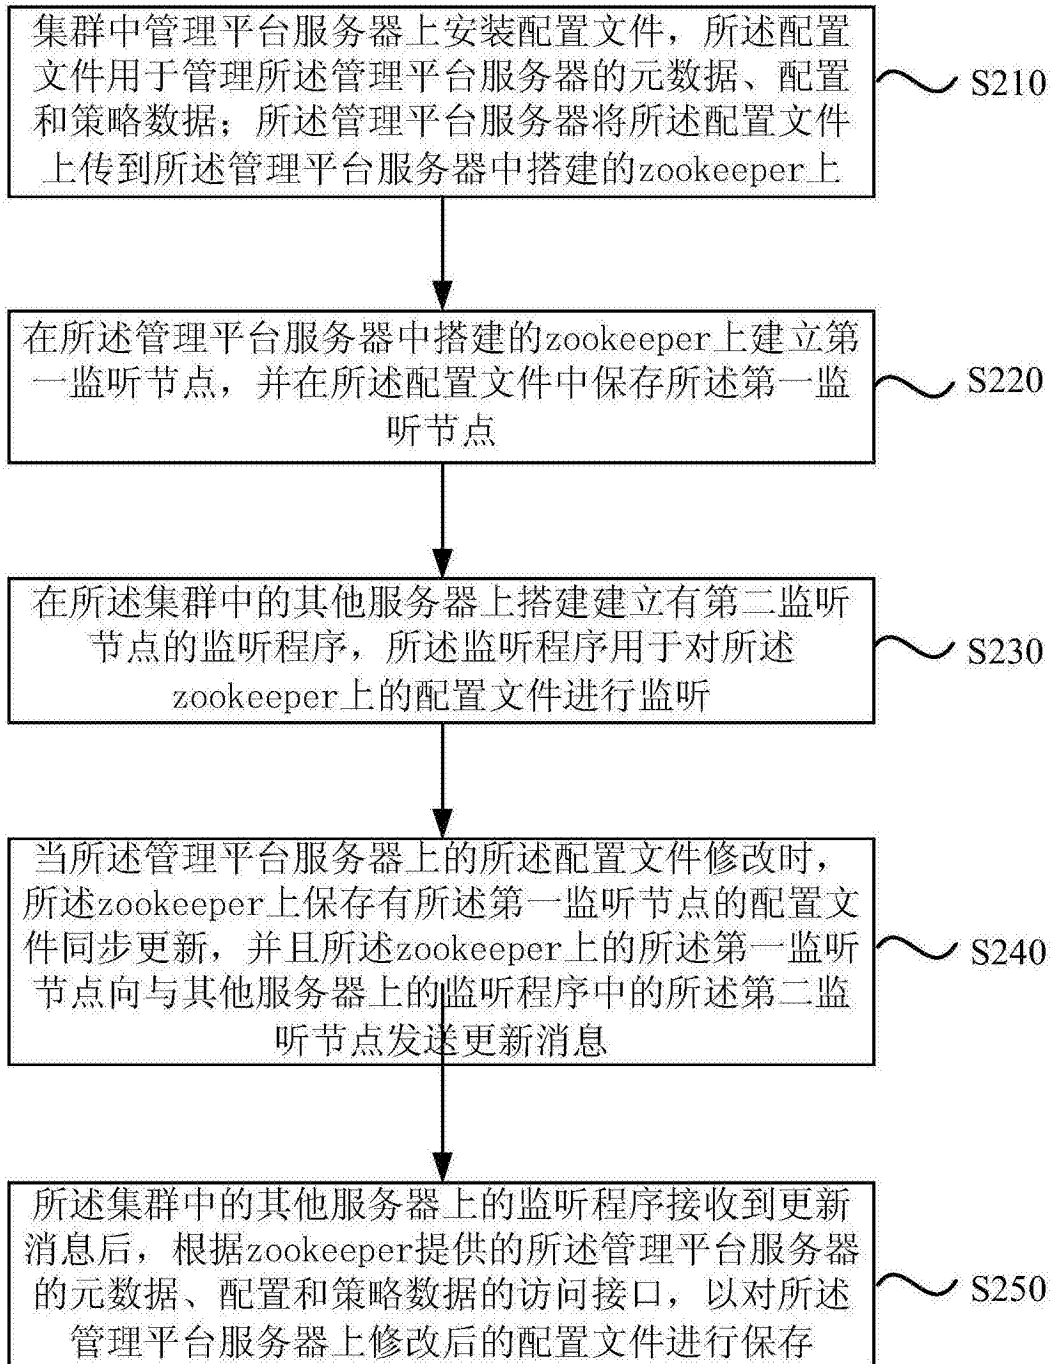 集群中管理平台服务器上安装配置文件，所述配置
文件用于管理所述管理平台服务器的元数据、配置
和策略数据；所述管理平台服务器将所述配置文件
上传到所述管理平台服务器中搭建的zookeeper上
S210
在所述管理平台服务器中搭建的zookeeper上建立第
一监听节点，并在所述配置文件中保存所述第一监
听节点
S220
在所述集群中的其他服务器上搭建建立有第二监听
节点的监听程序，所述监听程序用于对所述
zookeeper上的配置文件进行监听
S230
当所述管理平台服务器上的所述配置文件修改时，
所述zookeeper上保存有所述第一监听节点的配置文
件同步更新，并且所述zookeeper上的所述第一监听
节点向与其他服务器上的监听程序中的所述第二监
听节点发送更新消息
S240
所述集群中的其他服务器上的监听程序接收到更新
消息后，根据zookeeper提供的所述管理平台服务器
的元数据、配置和策略数据的访问接口，以对所述
管理平台服务器上修改后的配置文件进行保存
S250